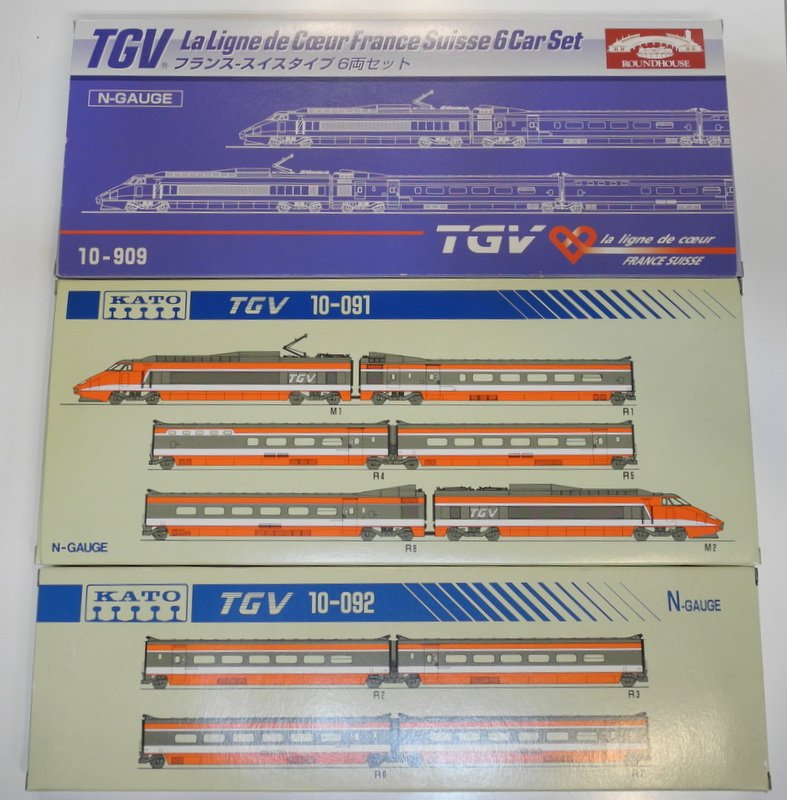 TGV® La Ligne de Cœur France Suisse 6 Car Set
フランス-スイスタイプ 6両セット
ROUNDHOUSE
N-GAUGE
TGV la ligne de cœur
FRANCE SUISSE
10-909
KATO TGV 10-091
TGV
M1 R1
R4 R5
TGV
R8 M2
N-GAUGE
KATO TGV 10-092 N-GAUGE
R2 R3
R6 R7